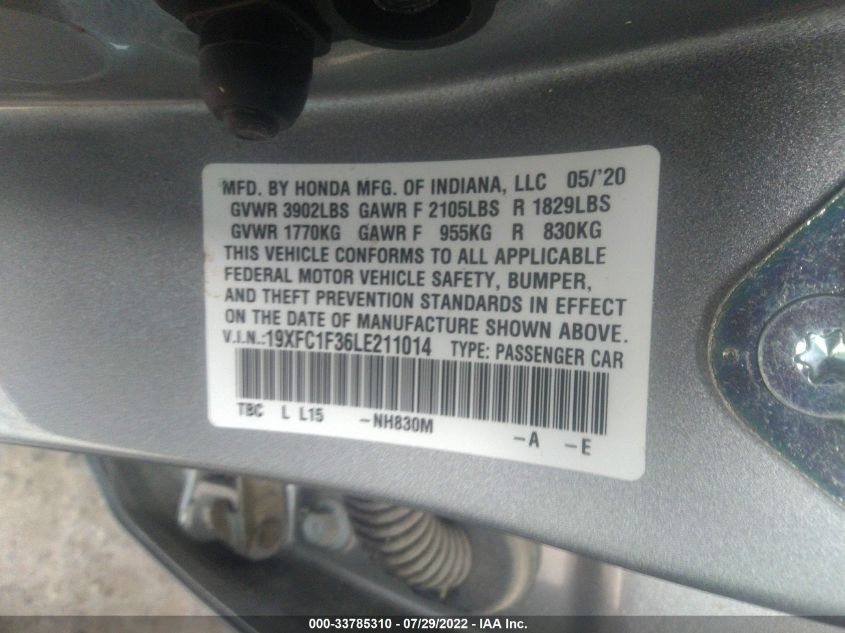 MFD. BY HONDA MFG. OF INDIANA, LLC 05/'20
GVWR 3902LBS GAWR F 2105LBS R 1829LBS
GVWR 1770KG GAWR F 955KG R 830KG
THIS VEHICLE CONFORMS TO ALL APPLICABLE
FEDERAL MOTOR VEHICLE SAFETY, BUMPER,
AND THEFT PREVENTION STANDARDS IN EFFECT
ON THE DATE OF MANUFACTURE SHOWN ABOVE.
V.I.N.:19XFC1F36LE211014 TYPE: PASSENGER CAR
TBC L L15 -NH830M -A -E
000-33785310 - 07/29/2022 - IAA Inc.